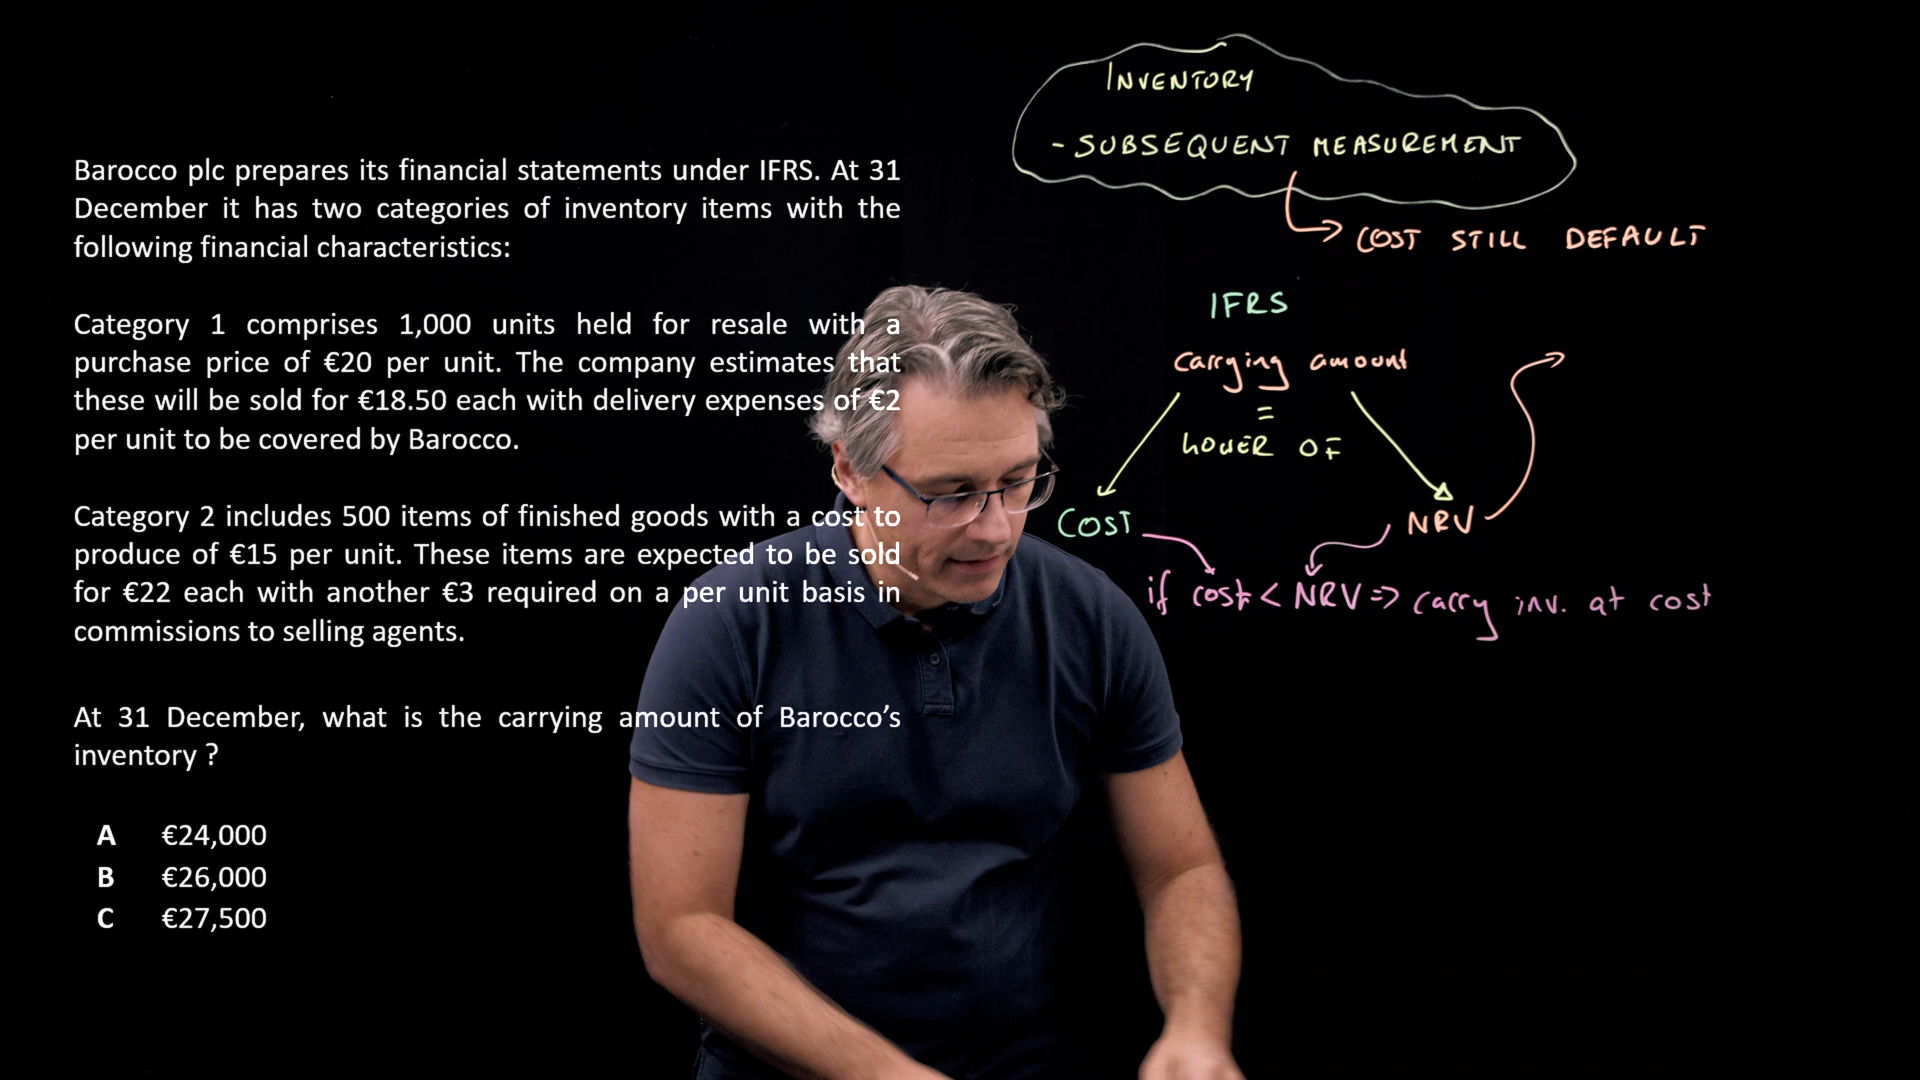 Barocco plc prepares its financial statements under IFRS. At 31
December it has two categories of inventory items with the
following financial characteristics:
Category 1 comprises 1,000 units held for resale with a
purchase price of €20 per unit. The company estimates that
these will be sold for €18.50 each with delivery expenses of €2
per unit to be covered by Barocco.
Category 2 includes 500 items of finished goods with a cost to
produce of €15 per unit. These items are expected to be sold
for €22 each with another €3 required on a per unit basis in
commissions to selling agents.
At 31 December, what is the carrying amount of Barocco’s
inventory ?
A €24,000
B €26,000
C €27,500
INVENTORY
- SUBSEQUENT MEASUREMENT
COST STILL DEFAULT
IFRS
carrying amount
=
LOWER OF
COST NRV
if cost < NRV => carry inv. at cost